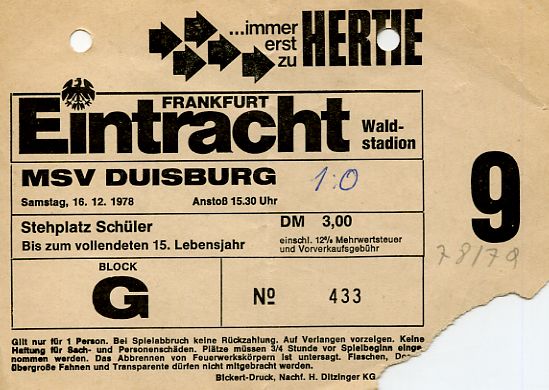 ...immer
erst
zu HERTIE
FRANKFURT
Eintracht
Wald-
stadion
MSV DUISBURG 1:0
Samstag, 16. 12. 1978 Anstoß 15.30 Uhr
9
Stehplatz Schüler DM 3,00
Bis zum vollendeten 15. Lebensjahr einschl. 12% Mehrwertsteuer
und Vorverkaufsgebühr
78/79
BLOCK
G
№ 433
Gilt nur für 1 Person. Bei Spielabbruch keine Rückzahlung. Auf Verlangen vorzeigen. Keine
Haftung für Sach- und Personenschäden. Plätze müssen 3/4 Stunde vor Spielbeginn einge-
nommen werden. Das Abbrennen von Feuerwerkskörpern ist untersagt. Flaschen,
übergroße Fahnen und Transparente dürfen nicht mitgebracht werden.
Bickert-Druck, Nachf. H. Ditzinger KG